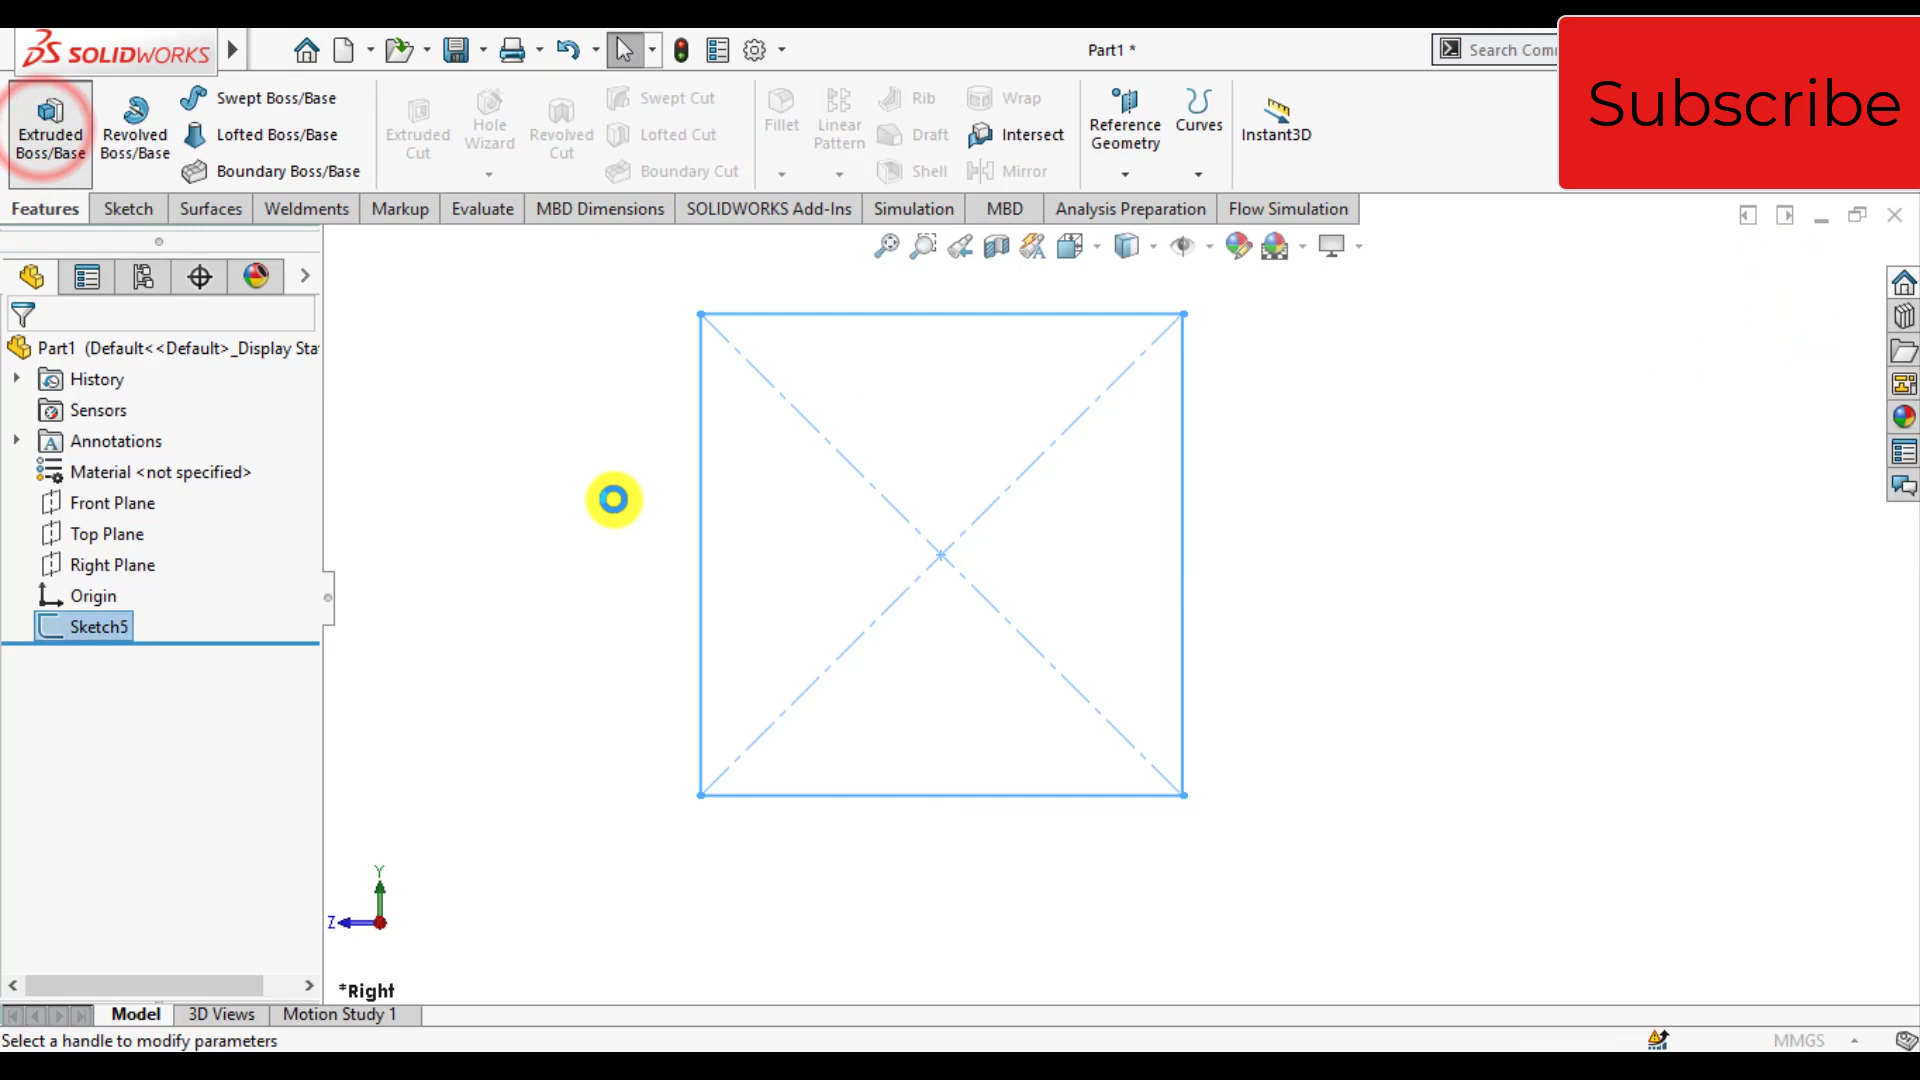 SOLIDWORKS
Part1 *
Search Com
Subscribe
Extruded Boss/Base
Revolved Boss/Base
Swept Boss/Base
Lofted Boss/Base
Boundary Boss/Base
Extruded Cut
Hole Wizard
Revolved Cut
Swept Cut
Lofted Cut
Boundary Cut
Fillet
Linear Pattern
Rib
Draft
Shell
Wrap
Intersect
Mirror
Reference Geometry
Curves
Instant3D
Features
Sketch
Surfaces
Weldments
Markup
Evaluate
MBD Dimensions
SOLIDWORKS Add-Ins
Simulation
MBD
Analysis Preparation
Flow Simulation
Part1 (Default<<Default>_Display Sta
History
Sensors
Annotations
Material <not specified>
Front Plane
Top Plane
Right Plane
Origin
Sketch5
Y
Z
*Right
Model
3D Views
Motion Study 1
Select a handle to modify parameters
MMGS